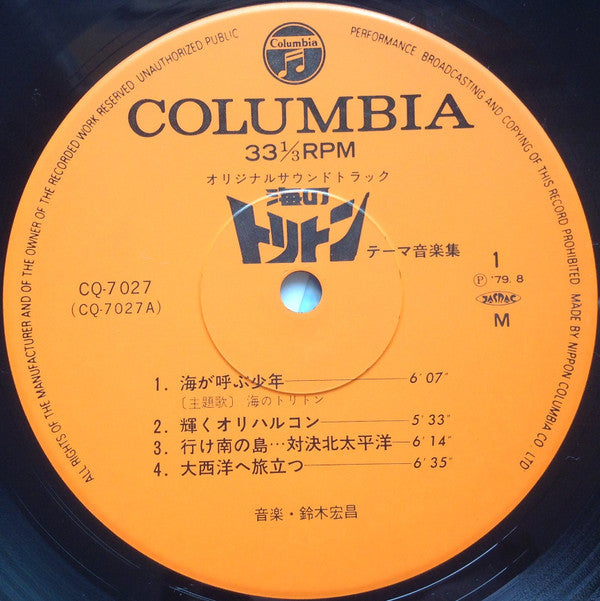 Columbia
ALL RIGHTS OF THE MANUFACTURER AND OF THE OWNER OF THE RECORDED WORK RESERVED. UNAUTHORIZED PUBLIC PERFORMANCE, BROADCASTING AND COPYING OF THIS RECORD PROHIBITED MADE BY NIPPON COLUMBIA CO LTD
COLUMBIA
33 1/3 RPM
オリジナルサウンドトラック
海のトリトン
テーマ音楽集
1
CQ-7027
(CQ-7027A)
Ⓟ '79. 8
JASRAC
M
1. 海が呼ぶ少年 6'07"
〔主題歌〕 海のトリトン
2. 輝くオリハルコン 5'33"
3. 行け南の島…対決北太平洋 6'14"
4. 大西洋へ旅立つ 6'35"
音楽・鈴木宏昌